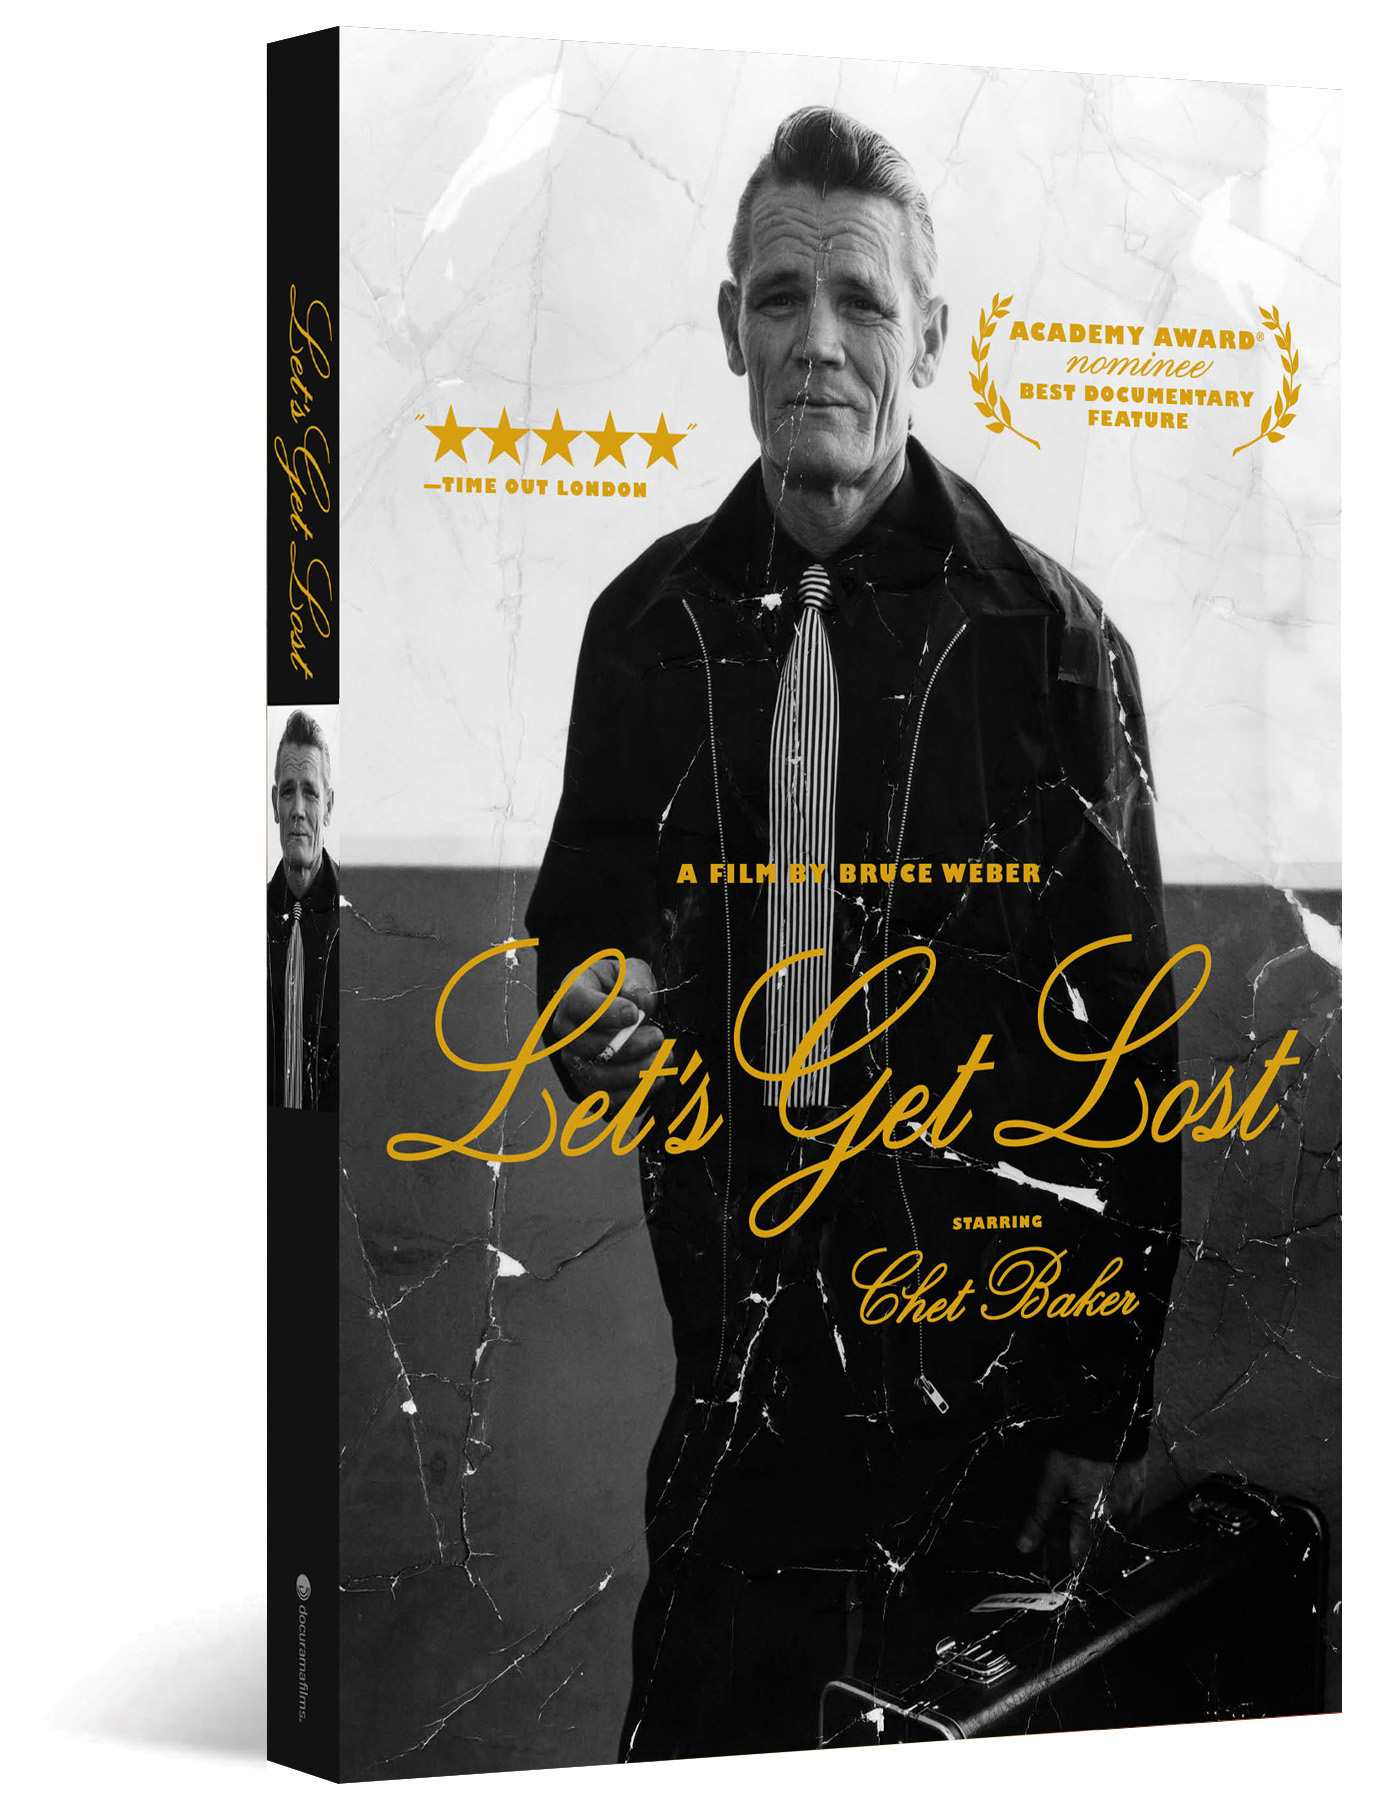 ACADEMY AWARD®
nominee
BEST DOCUMENTARY
FEATURE
"★★★★★"
—TIME OUT LONDON
A FILM BY BRUCE WEBER
Let's Get Lost
STARRING
Chet Baker
Let's Get Lost
docuramafilms.